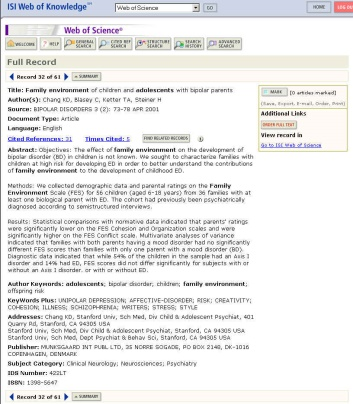 ISI Web of Knowledge℠
Web of Science
GO
HOME
LOG OU
Web of Science®
WELCOME
? HELP
GENERAL SEARCH
CITED REF SEARCH
STRUCTURE SEARCH
SEARCH HISTORY
ADVANCED SEARCH
Full Record
Record 32 of 61
SUMMARY
Title: Family environment of children and adolescents with bipolar parents
Author(s): Chang KD, Blasey C, Ketter TA, Steiner H
Source: BIPOLAR DISORDERS 3 (2): 73-78 APR 2001
Document Type: Article
Language: English
Cited References: 31 Times Cited: 5 FIND RELATED RECORDS
Abstract: Objectives: The effect of family environment on the development of
bipolar disorder (BD) in children is not known. We sought to characterize families with
children at high risk for developing BD in order to better understand the contributions
of family environment to the development of childhood BD.
Methods: We collected demographic data and parental ratings on the Family
Environment Scale (FES) for 56 children (aged 6-18 years) from 36 families with at
least one biological parent with BD. The cohort had previously been psychiatrically
diagnosed according to semistructured interviews.
Results: Statistical comparisons with normative data indicated that parents' ratings
were significantly lower on the FES Cohesion and Organization scales and were
significantly higher on the FES Conflict scale. Multivariate analyses of variance
indicated that families with both parents having a mood disorder had no significantly
different FES scores than families with only one parent with a mood disorder (BD).
Diagnostic data indicated that while 54% of the children in the sample had an Axis I
disorder and 14% had BD, FES scores did not differ significantly for subjects with or
without an Axis I disorder. or with or without BD.
Author Keywords: adolescents; bipolar disorder; children; family environment;
offspring risk
KeyWords Plus: UNIPOLAR DEPRESSION; AFFECTIVE-DISORDER; RISK; CREATIVITY;
COHESION; ILLNESS; SCHIZOPHRENIA; WRITERS; STRESS; STYLE
Addresses: Chang KD, Stanford Univ, Sch Med, Div Child & Adolescent Psychiat, 401
Quarry Rd, Stanford, CA 94305 USA
Stanford Univ, Sch Med, Div Child & Adolescent Psychiat, Stanford, CA 94305 USA
Stanford Univ, Sch Med, Dept Psychiat & Behav Sci, Stanford, CA 94305 USA
Publisher: MUNKSGAARD INT PUBL LTD, 35 NORRE SOGADE, PO BOX 2148, DK-1016
COPENHAGEN, DENMARK
Subject Category: Clinical Neurology; Neurosciences; Psychiatry
IDS Number: 422LT
ISSN: 1398-5647
Record 32 of 61
SUMMARY
MARK [0 articles marked]
(Save, Export, E-mail, Order, Print)
Additional Links
View record in
Go to ISI Web of Science